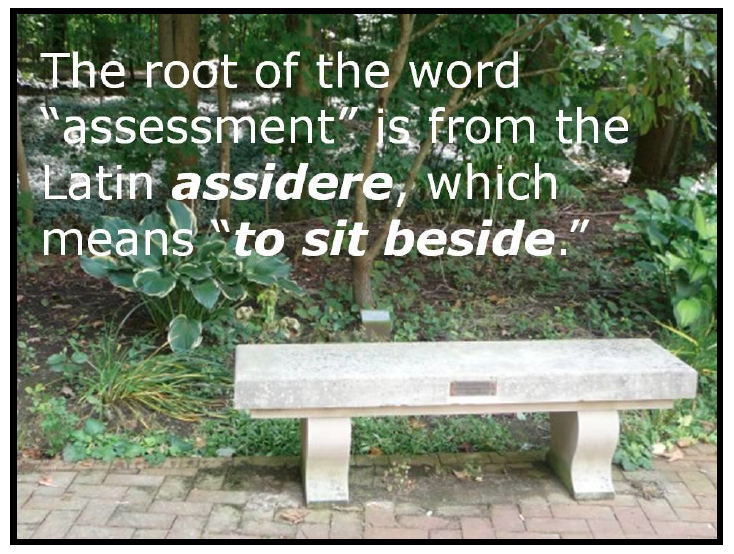 The root of the word
“assessment” is from the
Latin assidere, which
means “to sit beside.”